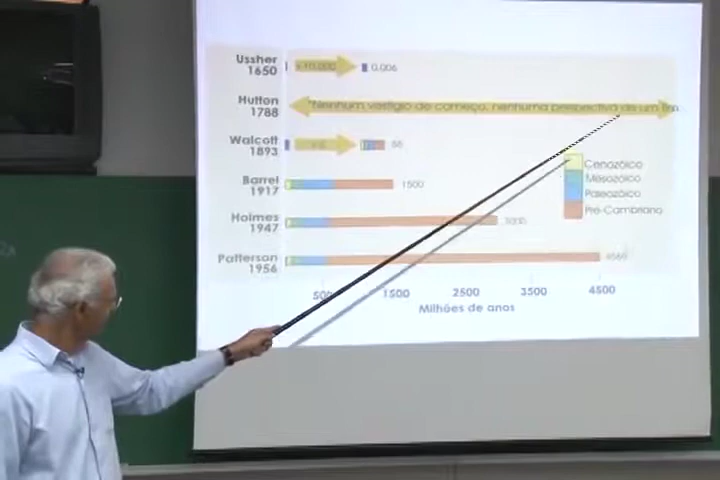 Ussher
1650
0.006
Hutton
1788
"Nenhum vestígio de começo, nenhuma perspectiva de um fim
Walcott
1893
Barrel
1917
1500
Holmes
1947
3000
Patterson
1956
Cenozóico
Mesozóico
Paleozóico
Pré-Cambriano
500
1500
2500
3500
4500
Milhões de anos